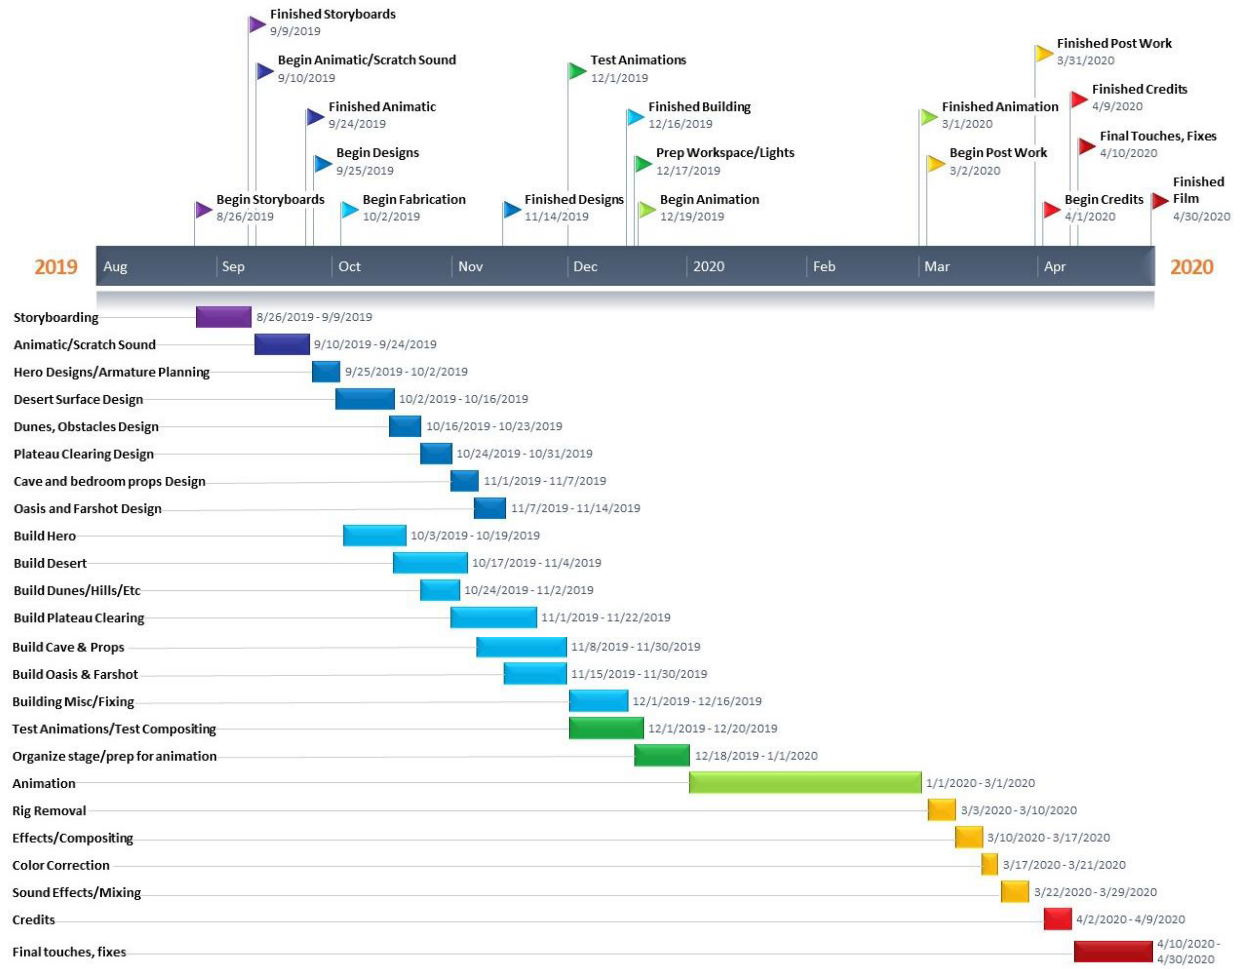 Finished Storyboards
9/9/2019
Begin Animatic/Scratch Sound
9/10/2019
Finished Animatic
9/24/2019
Begin Designs
9/25/2019
Begin Storyboards
8/26/2019
Begin Fabrication
10/2/2019
Finished Designs
11/14/2019
Test Animations
12/1/2019
Finished Building
12/16/2019
Prep Workspace/Lights
12/17/2019
Begin Animation
12/19/2019
Finished Animation
3/1/2020
Begin Post Work
3/2/2020
Finished Post Work
3/31/2020
Finished Credits
4/9/2020
Final Touches, Fixes
4/10/2020
Begin Credits
4/1/2020
Finished
Film
4/30/2020
2019 Aug Sep Oct Nov Dec 2020 Feb Mar Apr 2020
Storyboarding 8/26/2019 - 9/9/2019
Animatic/Scratch Sound 9/10/2019 - 9/24/2019
Hero Designs/Armature Planning 9/25/2019 - 10/2/2019
Desert Surface Design 10/2/2019 - 10/16/2019
Dunes, Obstacles Design 10/16/2019 - 10/23/2019
Plateau Clearing Design 10/24/2019 - 10/31/2019
Cave and bedroom props Design 11/1/2019 - 11/7/2019
Oasis and Farshot Design 11/7/2019 - 11/14/2019
Build Hero 10/3/2019 - 10/19/2019
Build Desert 10/17/2019 - 11/4/2019
Build Dunes/Hills/Etc 10/24/2019 - 11/2/2019
Build Plateau Clearing 11/1/2019 - 11/22/2019
Build Cave & Props 11/8/2019 - 11/30/2019
Build Oasis & Farshot 11/15/2019 - 11/30/2019
Building Misc/Fixing 12/1/2019 - 12/16/2019
Test Animations/Test Compositing 12/1/2019 - 12/20/2019
Organize stage/prep for animation 12/18/2019 - 1/1/2020
Animation 1/1/2020 - 3/1/2020
Rig Removal 3/3/2020 - 3/10/2020
Effects/Compositing 3/10/2020 - 3/17/2020
Color Correction 3/17/2020 - 3/21/2020
Sound Effects/Mixing 3/22/2020 - 3/29/2020
Credits 4/2/2020 - 4/9/2020
Final touches, fixes 4/10/2020 -
4/30/2020